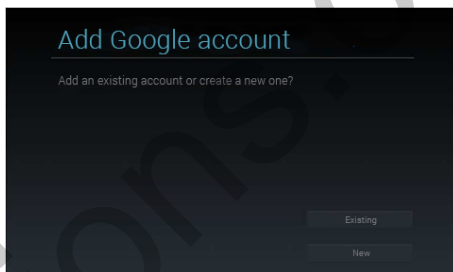 Add Google account
Add an existing account or create a new one?
Existing
New